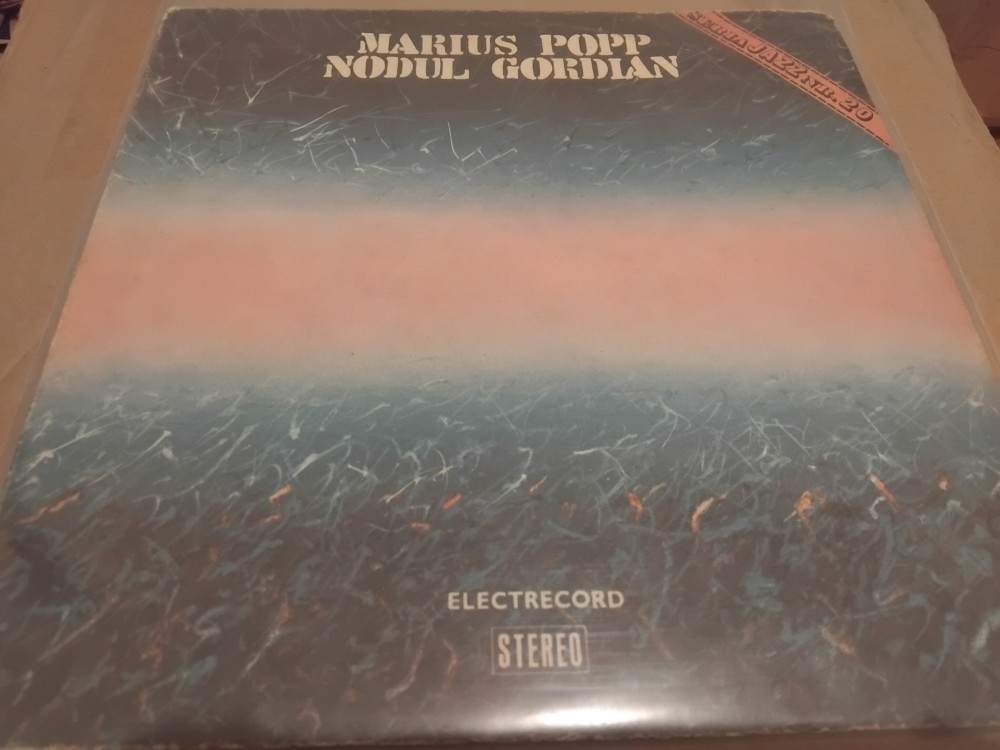 MARIUS POPP
NODUL GORDIAN
SERIA JAZZ NR. 20
ELECTRECORD
STEREO